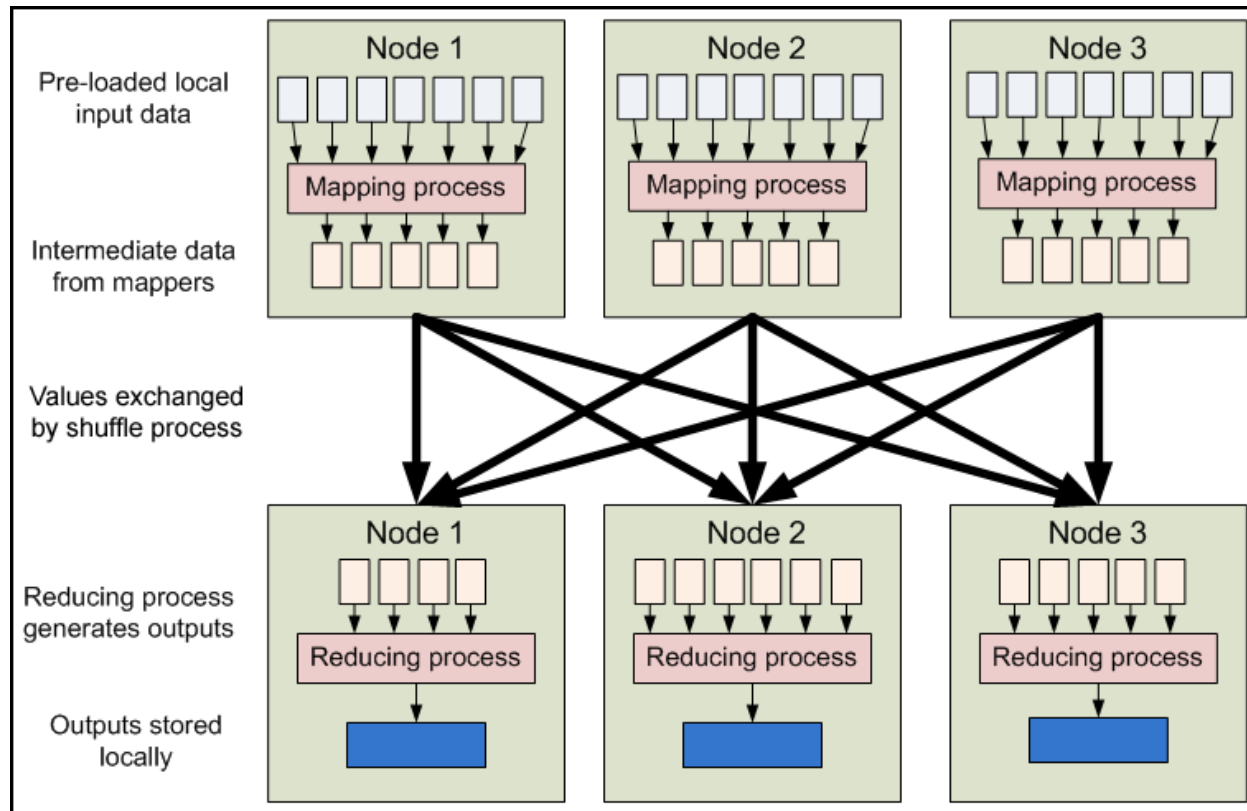 Node 1
Node 2
Node 3
Pre-loaded local
input data
Mapping process
Mapping process
Mapping process
Intermediate data
from mappers
Values exchanged
by shuffle process
Node 1
Node 2
Node 3
Reducing process
generates outputs
Reducing process
Reducing process
Reducing process
Outputs stored
locally